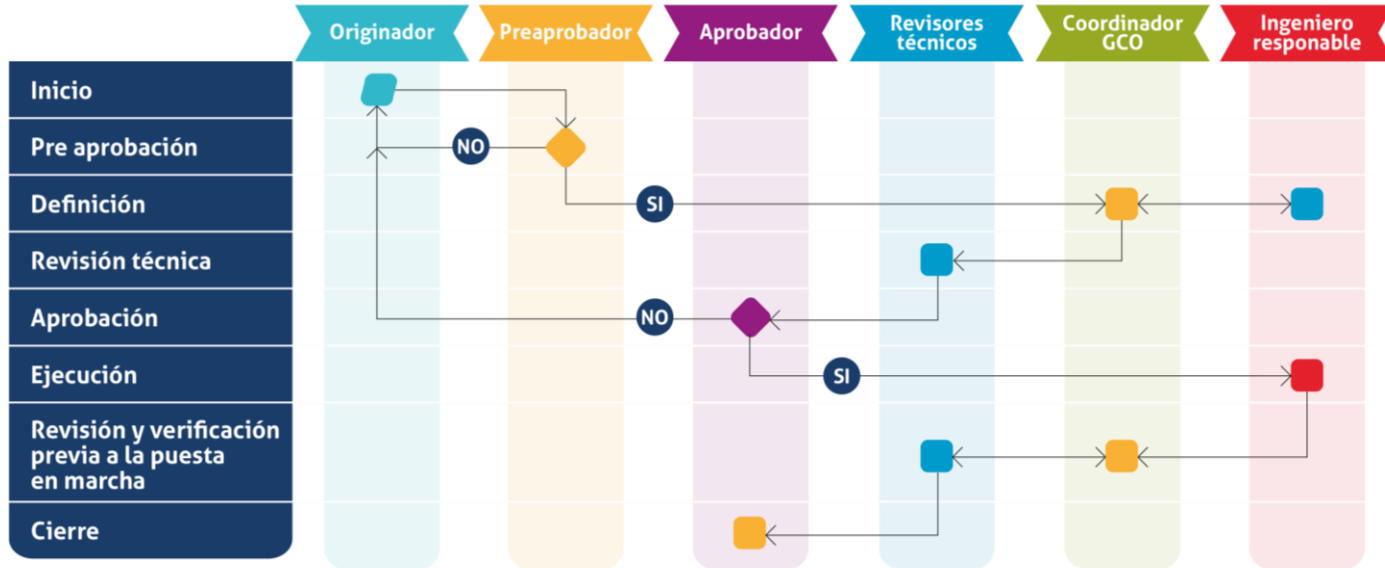 Originador
Preaprobador
Aprobador
Revisores
técnicos
Coordinador
GCO
Ingeniero
responable
Inicio
Pre aprobación
NO
Definición
SI
Revisión técnica
Aprobación
NO
Ejecución
SI
Revisión y verificación
previa a la puesta
en marcha
Cierre